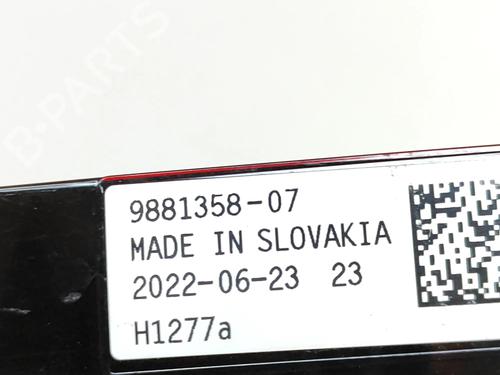 B-PARTS
9881358-07
MADE IN SLOVAKIA
2022-06-23 23
H1277a